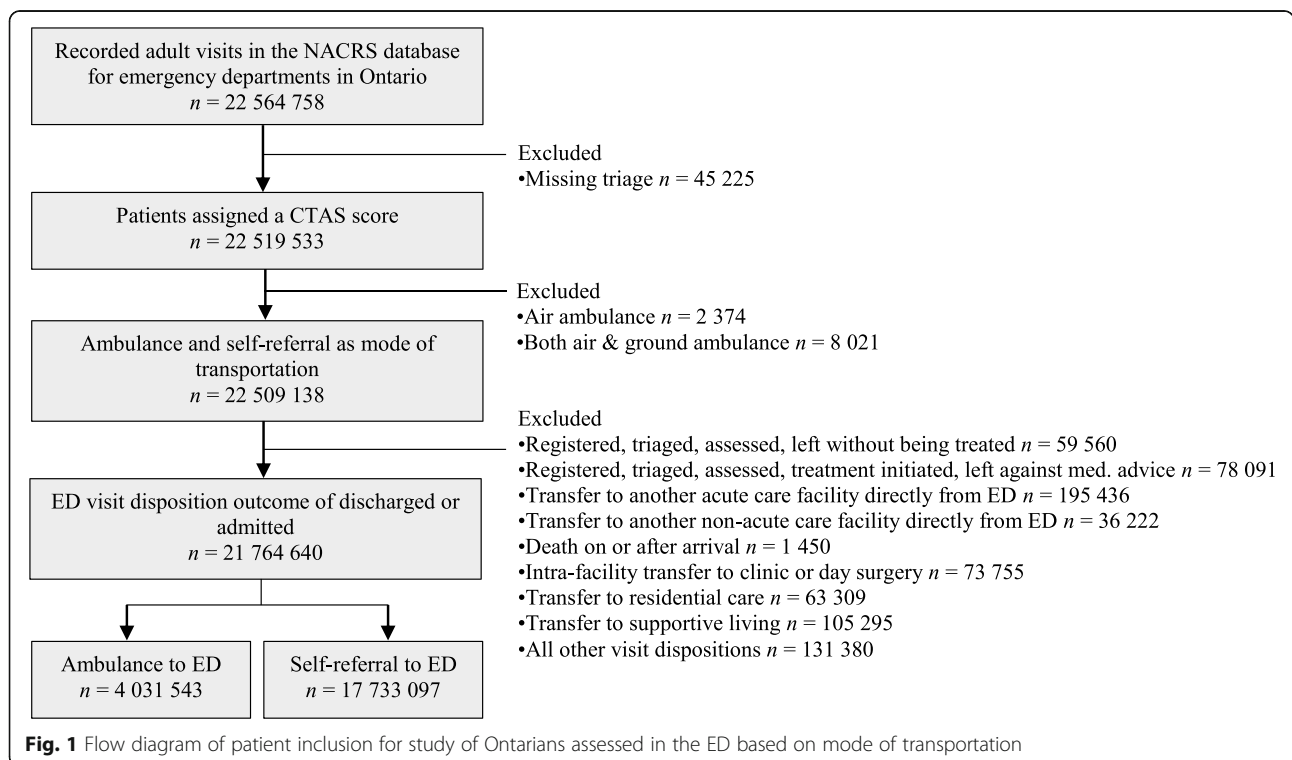 Recorded adult visits in the NACRS database
for emergency departments in Ontario
n = 22 564 758
Excluded
•Missing triage n = 45 225
Patients assigned a CTAS score
n = 22 519 533
Excluded
•Air ambulance n = 2 374
•Both air & ground ambulance n = 8 021
Ambulance and self-referral as mode of
transportation
n = 22 509 138
Excluded
•Registered, triaged, assessed, left without being treated n = 59 560
•Registered, triaged, assessed, treatment initiated, left against med. advice n = 78 091
•Transfer to another acute care facility directly from ED n = 195 436
•Transfer to another non-acute care facility directly from ED n = 36 222
•Death on or after arrival n = 1 450
•Intra-facility transfer to clinic or day surgery n = 73 755
•Transfer to residential care n = 63 309
•Transfer to supportive living n = 105 295
•All other visit dispositions n = 131 380
ED visit disposition outcome of discharged or
admitted
n = 21 764 640
Ambulance to ED
n = 4 031 543
Self-referral to ED
n = 17 733 097
Fig. 1 Flow diagram of patient inclusion for study of Ontarians assessed in the ED based on mode of transportation